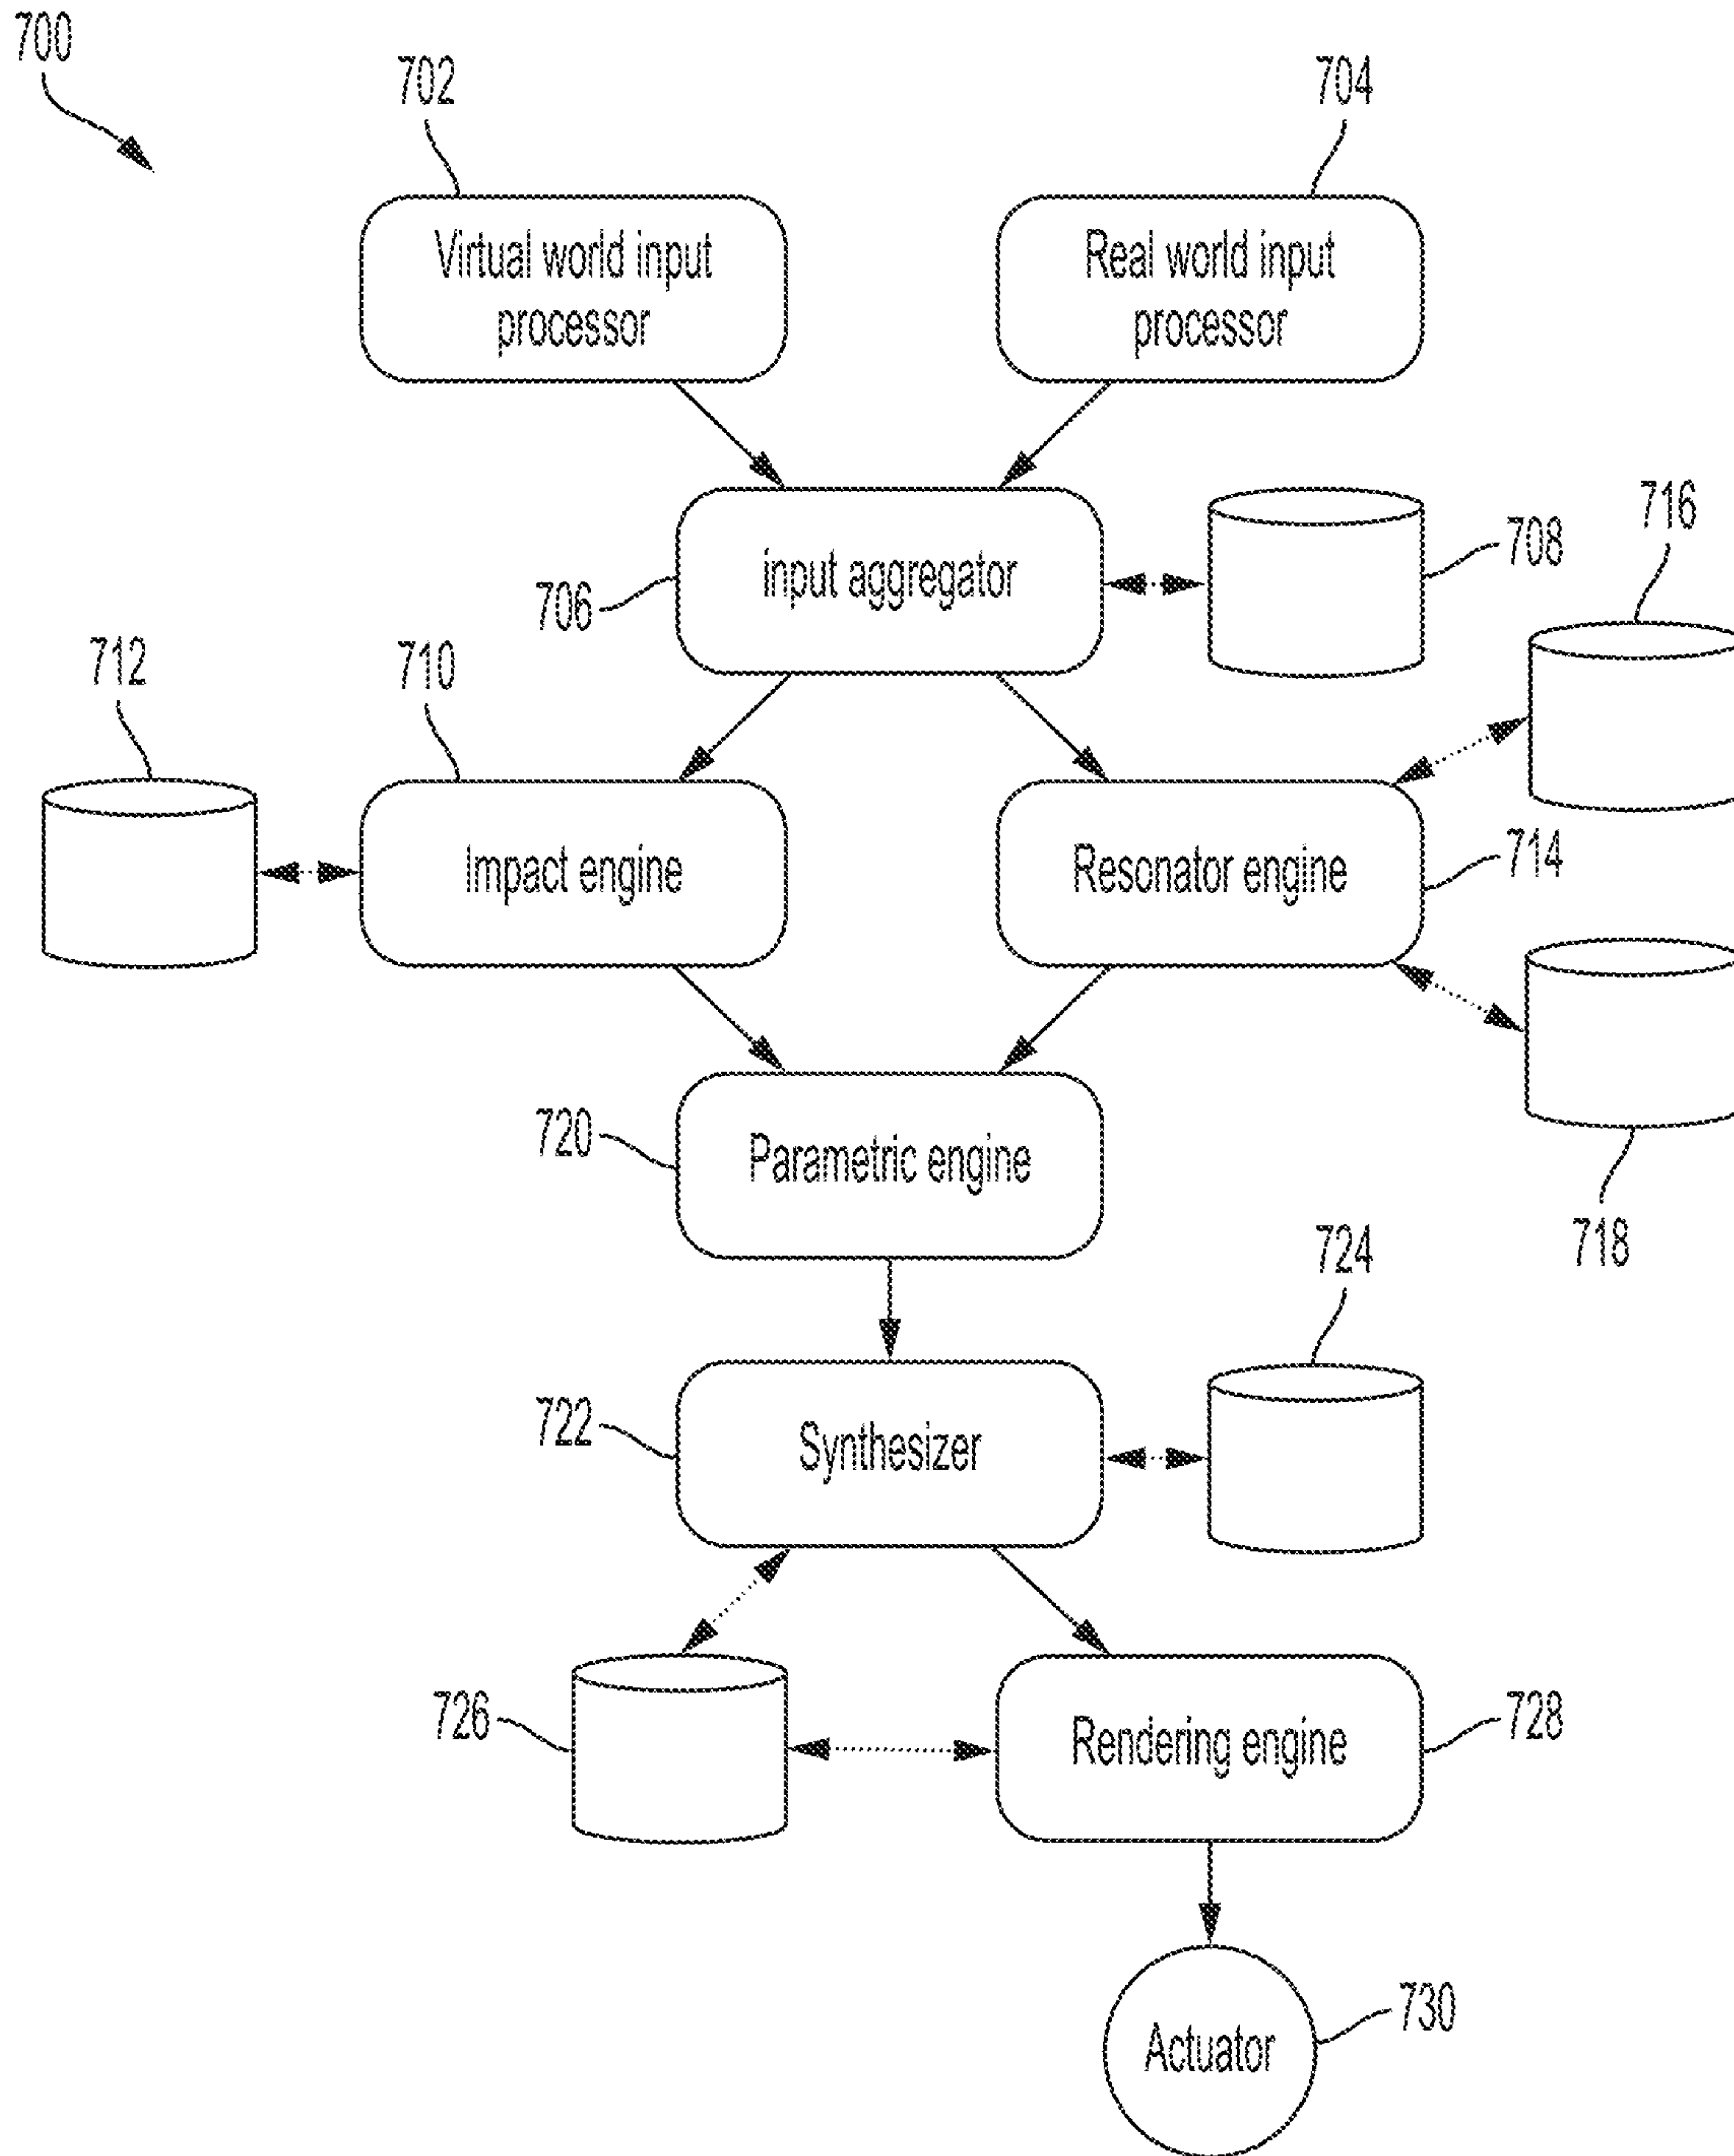 700
702
704
Virtual world input
processor
Real world input
processor
706
input aggregator
708
716
712
710
Impact engine
Resonator engine
714
720
Parametric engine
718
724
722
Synthesizer
726
Rendering engine
728
Actuator
730